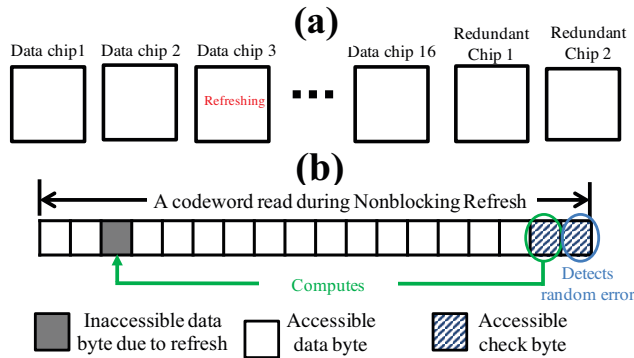 (a)
Data chip1
Data chip 2
Data chip 3
Data chip 16
Redundant
Chip 1
Redundant
Chip 2
Refreshing
...
(b)
A codeword read during Nonblocking Refresh
Computes
Detects
random error
Inaccessible data
byte due to refresh
Accessible
data byte
Accessible
check byte